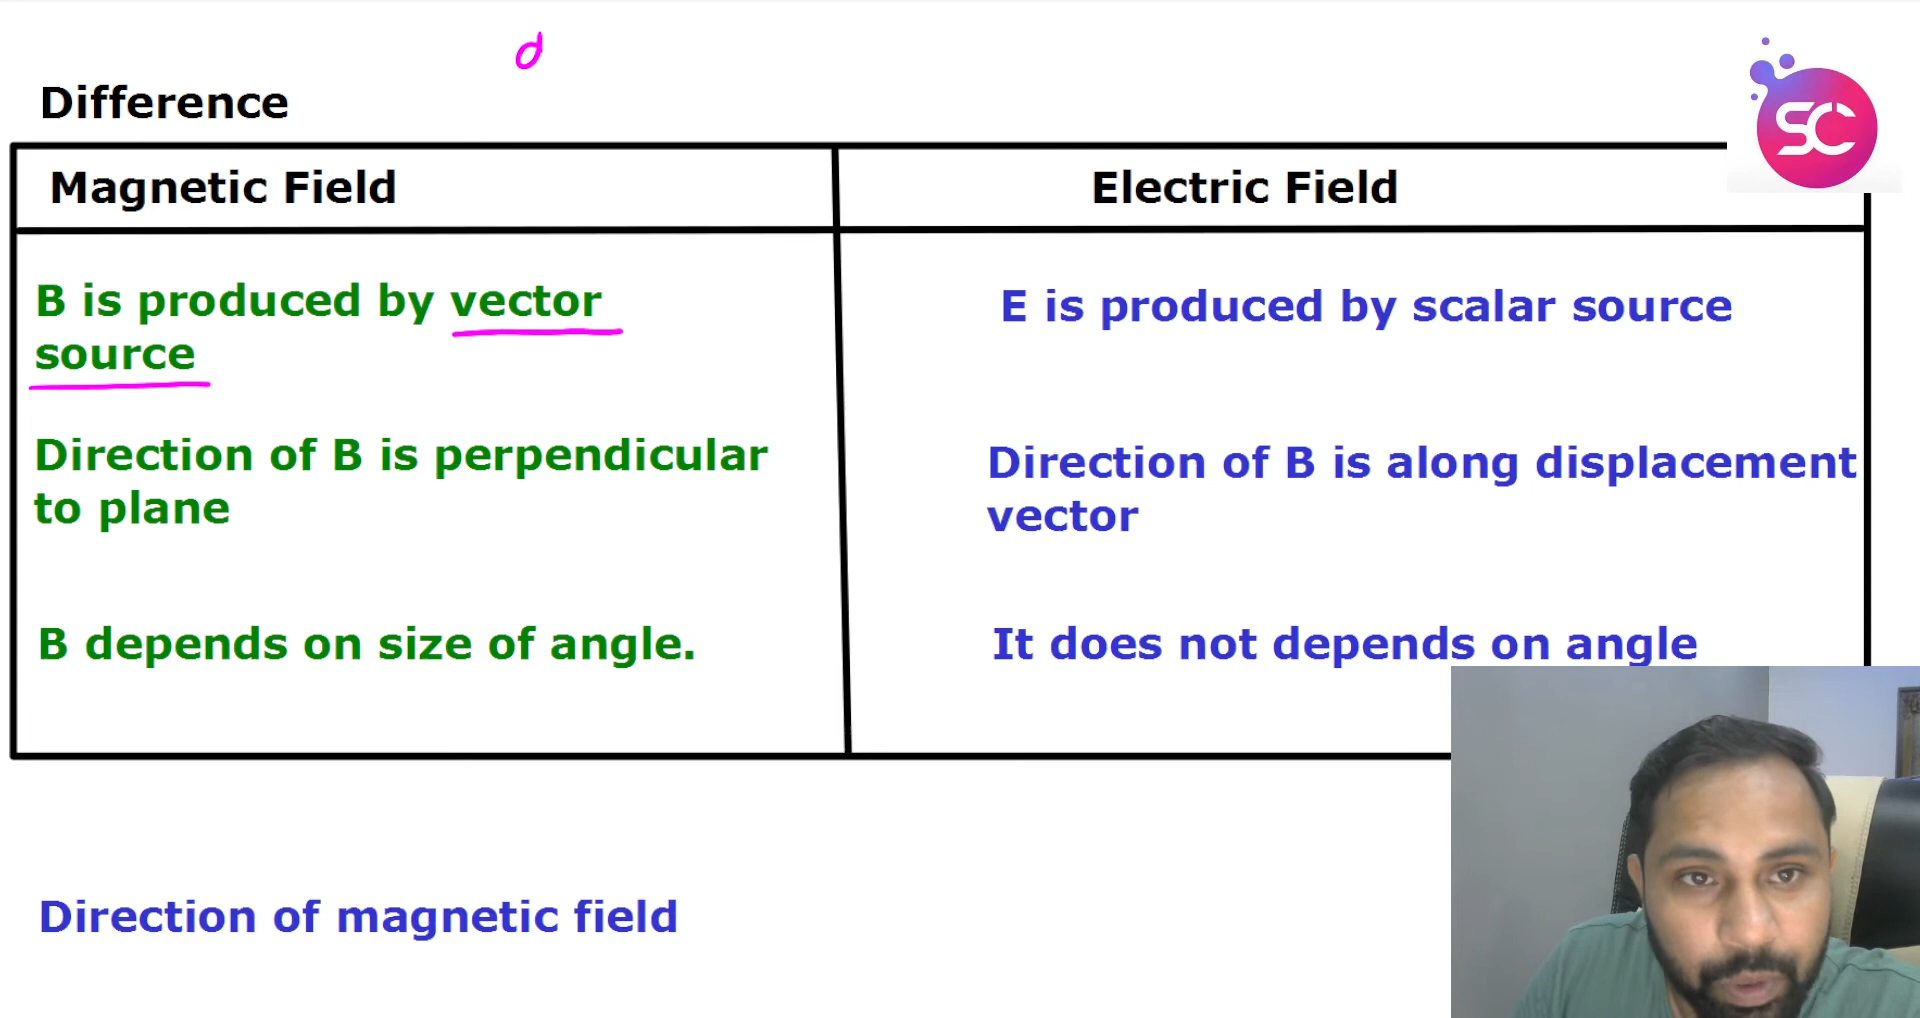 d
Difference
SC
Magnetic Field
Electric Field
B is produced by vector
source
E is produced by scalar source
Direction of B is perpendicular
to plane
Direction of B is along displacement
vector
B depends on size of angle.
It does not depends on angle
Direction of magnetic field